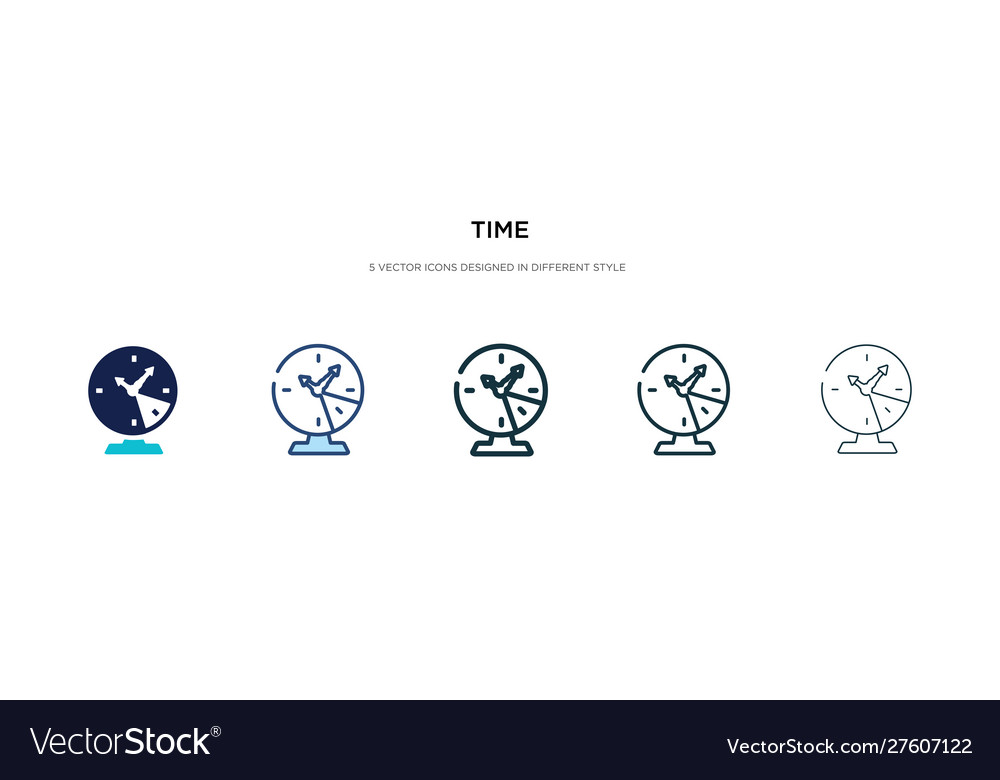 TIME
5 VECTOR ICONS DESIGNED IN DIFFERENT STYLE
VectorStock®
VectorStock.com/27607122